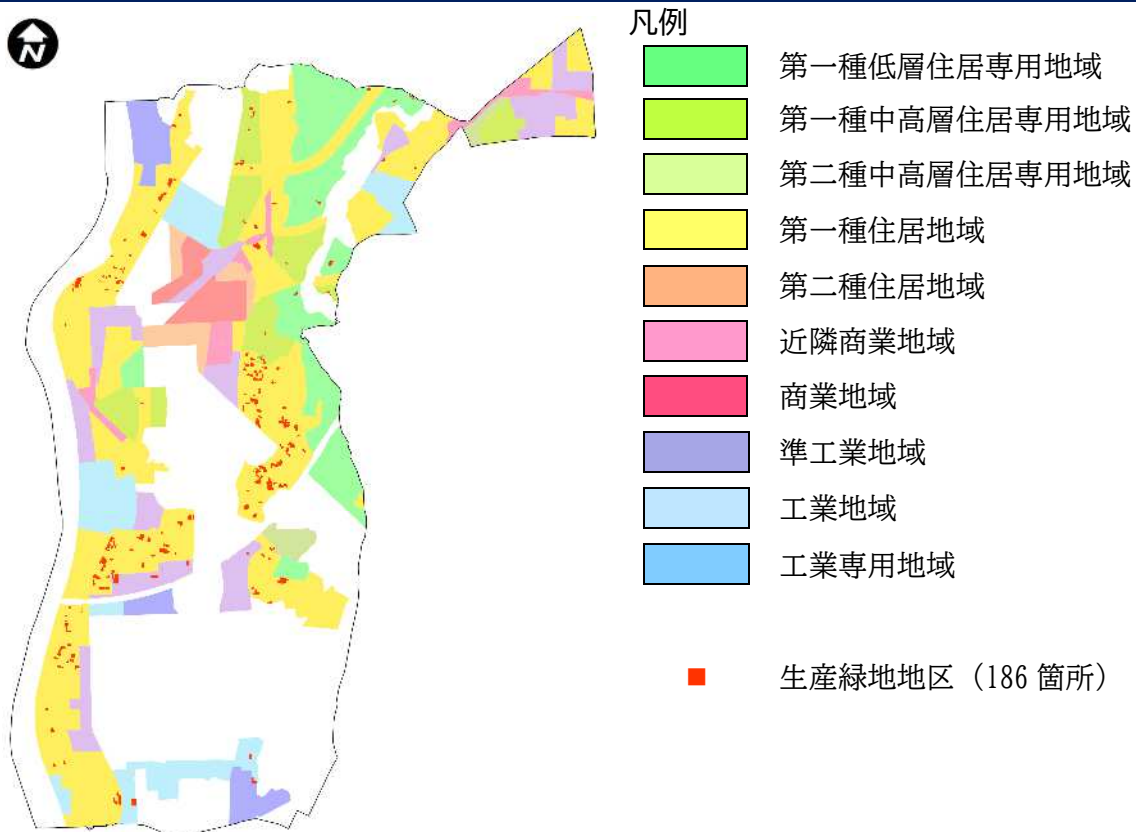 N
凡例
第一種低層住居専用地域
第一種中高層住居専用地域
第二種中高層住居専用地域
第一種住居地域
第二種住居地域
近隣商業地域
商業地域
準工業地域
工業地域
工業専用地域
生産緑地地区（186 箇所）